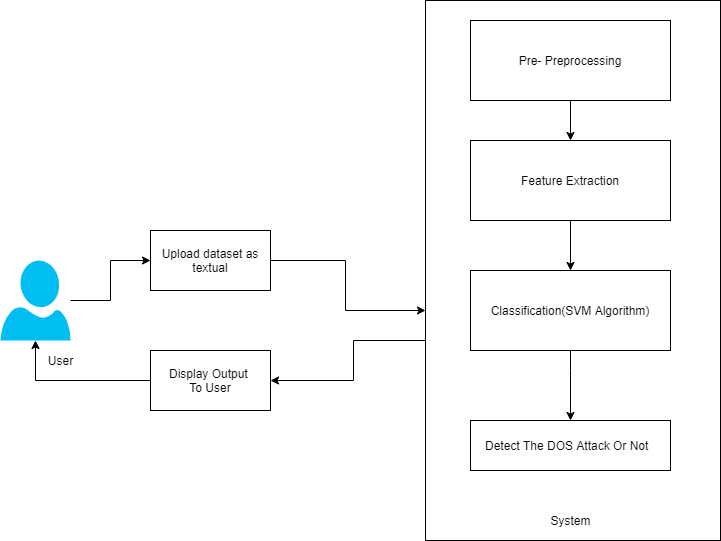 Pre- Preprocessing
Feature Extraction
Upload dataset as
textual
Classification(SVM Algorithm)
User
Display Output
To User
Detect The DOS Attack Or Not
System